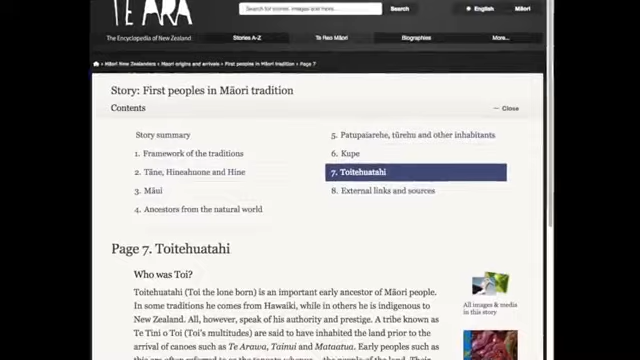 TE ARA
The Encyclopedia of New Zealand
Search for stories, images and more...
Search
English
Māori
Stories A-Z
Te Reo Māori
Biographies
More...
Māori New Zealanders » Māori origins and arrivals » First peoples in Māori tradition » Page 7
Story: First peoples in Māori tradition
Contents
— Close
Story summary
1. Framework of the traditions
2. Tāne, Hineahuone and Hine
3. Māui
4. Ancestors from the natural world
5. Patupaiarehe, tūrehu and other inhabitants
6. Kupe
7. Toitehuatahi
8. External links and sources
Page 7. Toitehuatahi
Who was Toi?
Toitehuatahi (Toi the lone born) is an important early ancestor of Māori people.
In some traditions he comes from Hawaiki, while in others he is indigenous to
New Zealand. All, however, speak of his authority and prestige. A tribe known as
Te Tini o Toi (Toi's multitudes) are said to have inhabited the land prior to the
arrival of canoes such as Te Arawa, Tainui and Mataatua. Early peoples such as
All images & media
in this story